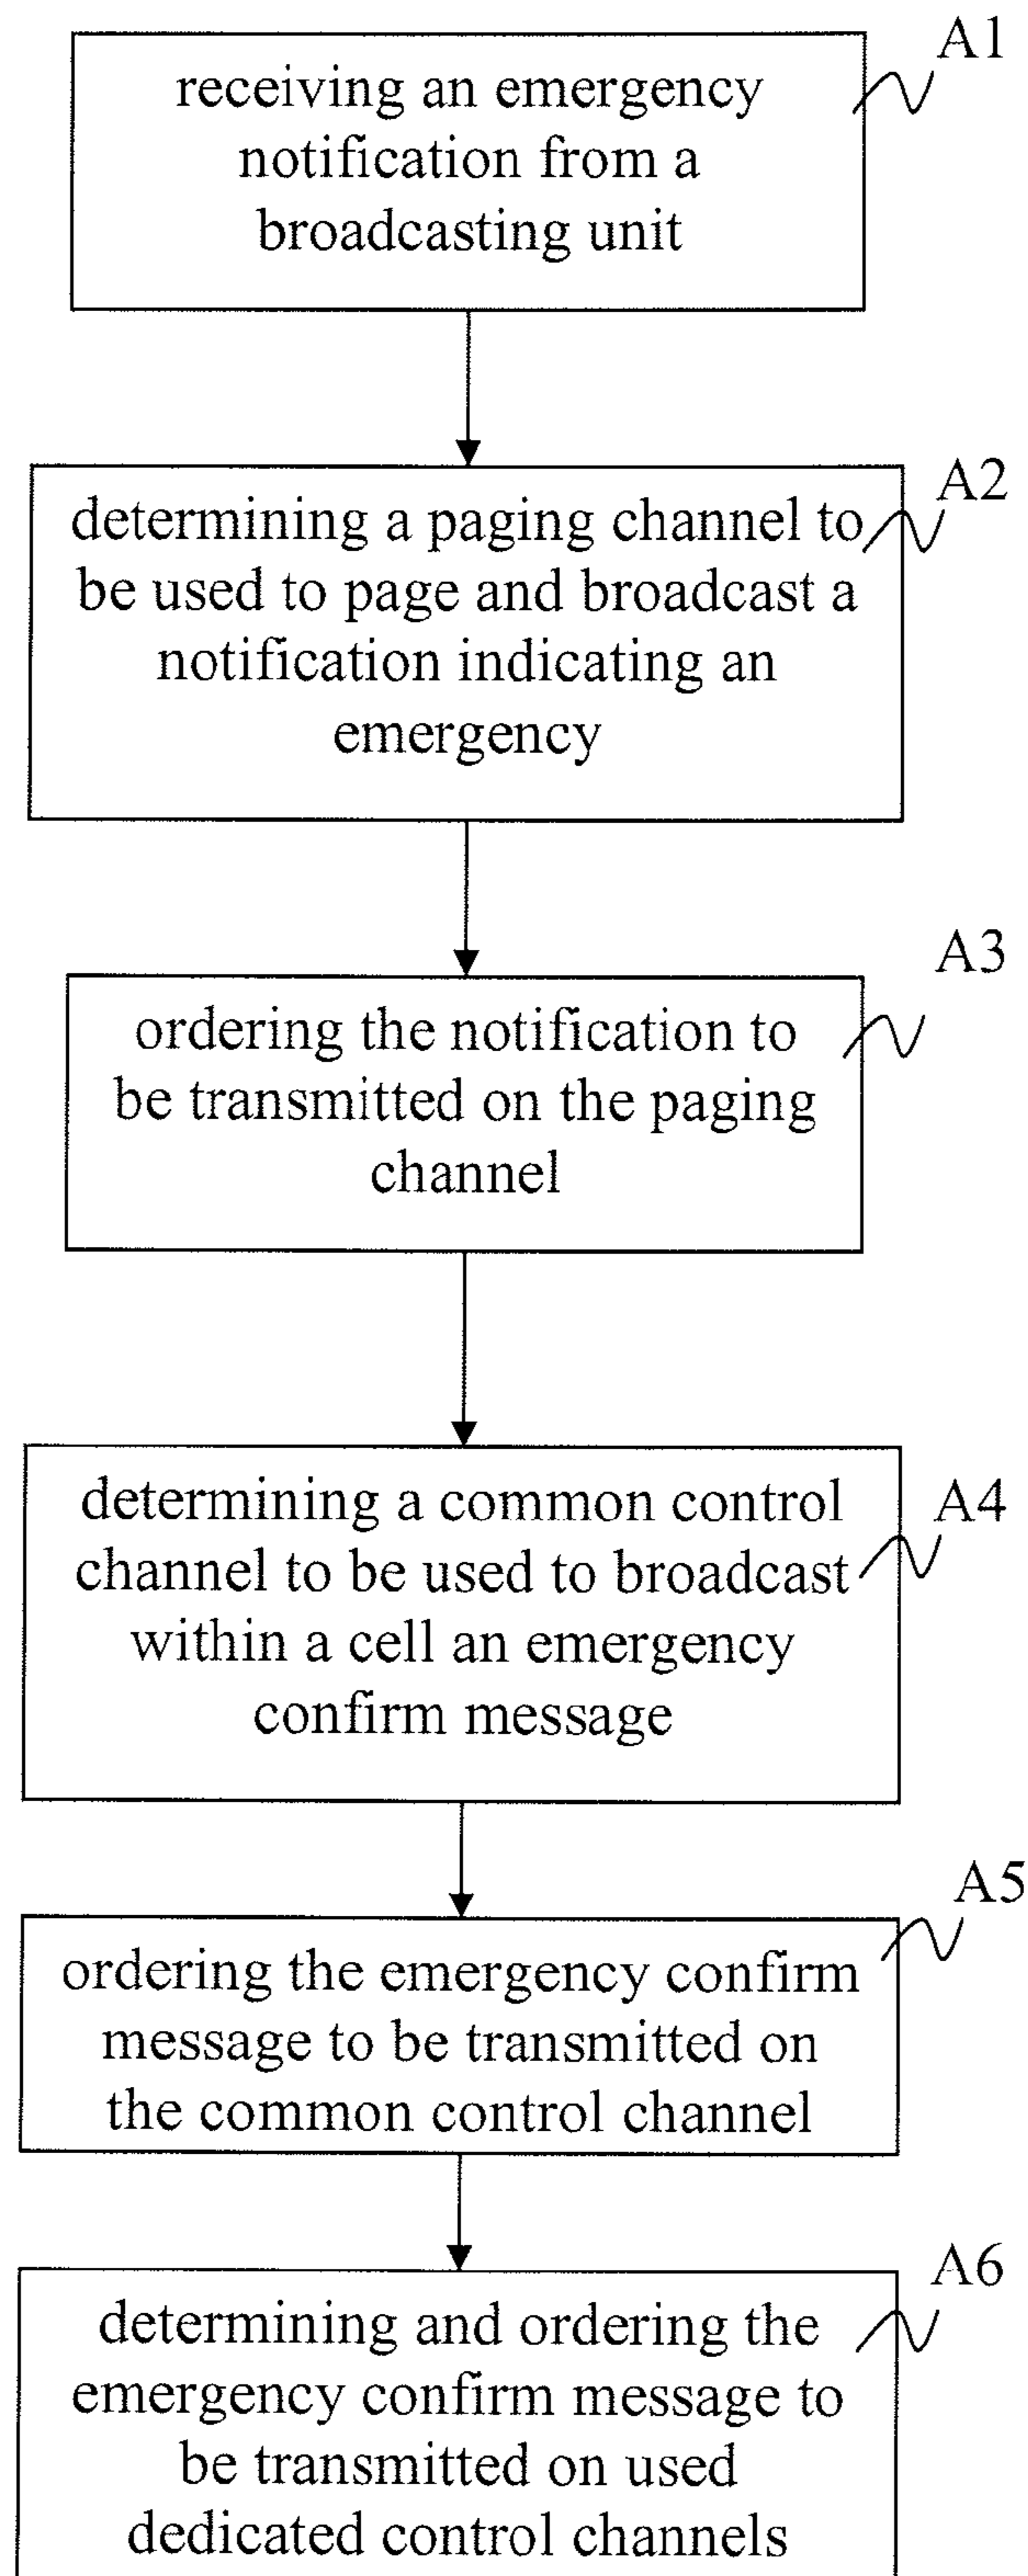 A1
receiving an emergency
notification from a
broadcasting unit
A2
determining a paging channel to
be used to page and broadcast a
notification indicating an
emergency
A3
ordering the notification to
be transmitted on the paging
channel
A4
determining a common control
channel to be used to broadcast
within a cell an emergency
confirm message
A5
ordering the emergency confirm
message to be transmitted on
the common control channel
A6
determining and ordering the
emergency confirm message to
be transmitted on used
dedicated control channels